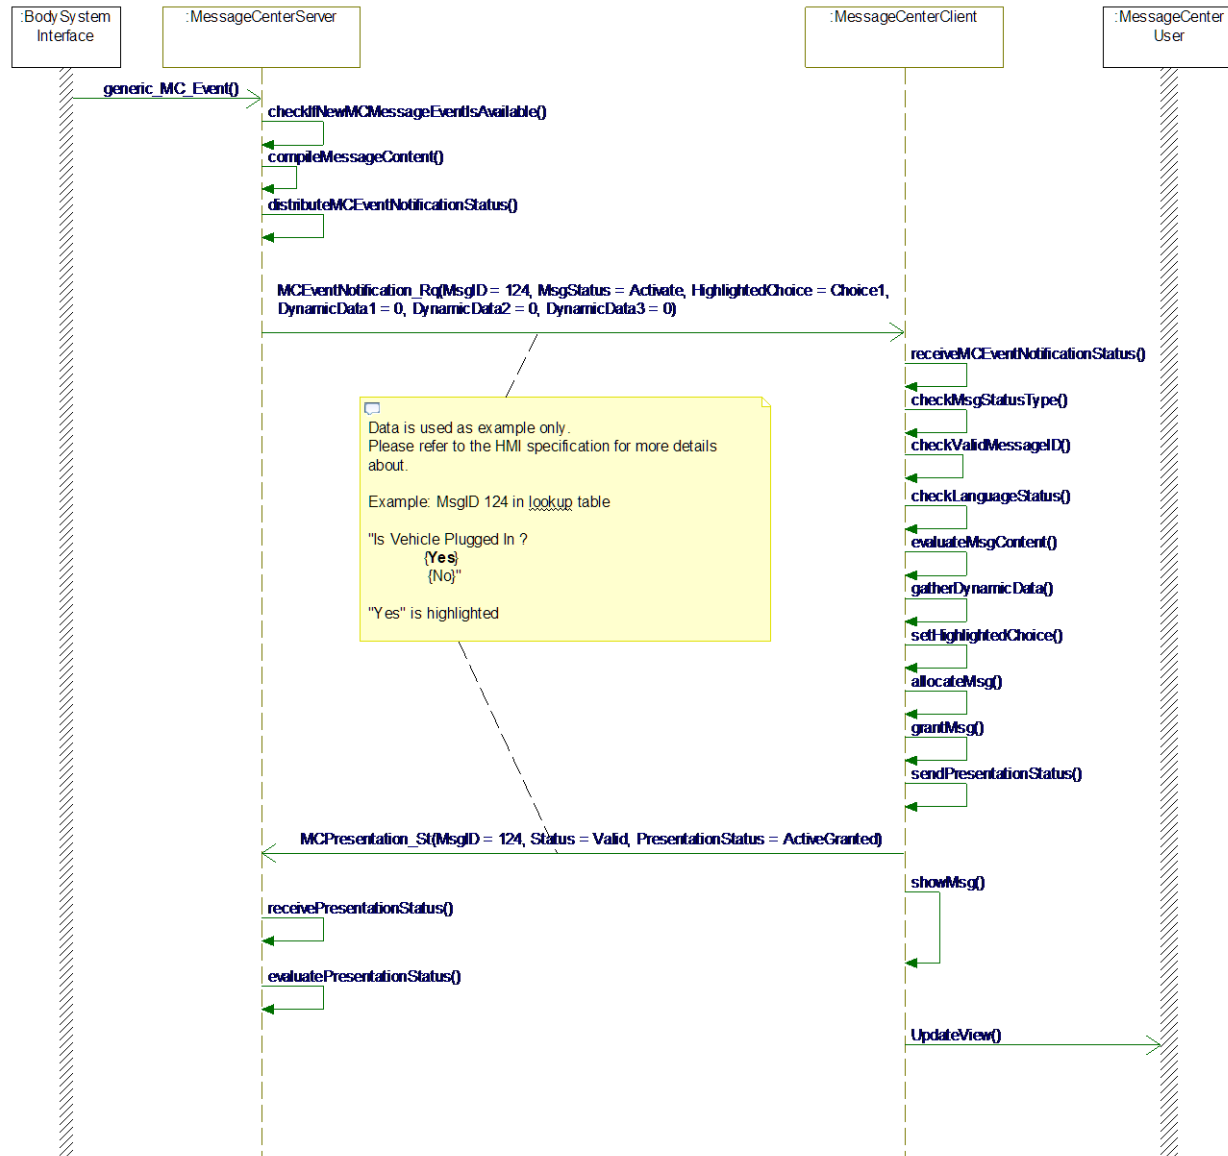 :BodySystem
Interface
:MessageCenterServer
:MessageCenterClient
:MessageCenter
User
generic_MC_Event()
checkIfNewMCMessageEventIsAvailable()
compileMessageContent()
distributeMCEventNotificationStatus()
MCEventNotification_Rq(MsgID = 124, MsgStatus = Activate, HighlightedChoice = Choice1,
DynamicData1 = 0, DynamicData2 = 0, DynamicData3 = 0)
receiveMCEventNotificationStatus()
checkMsgStatusType()
checkValidMessageID()
checkLanguageStatus()
evaluateMsgContent()
gatherDynamicData()
setHighlightedChoice()
allocateMsg()
grantMsg()
sendPresentationStatus()
Data is used as example only.
Please refer to the HMI specification for more details
about.
Example: MsgID 124 in lookup table
"Is Vehicle Plugged In ?
{Yes}
{No}"
"Yes" is highlighted
MCPresentation_St(MsgID = 124, Status = Valid, PresentationStatus = ActiveGranted)
showMsg()
receivePresentationStatus()
evaluatePresentationStatus()
UpdateView()